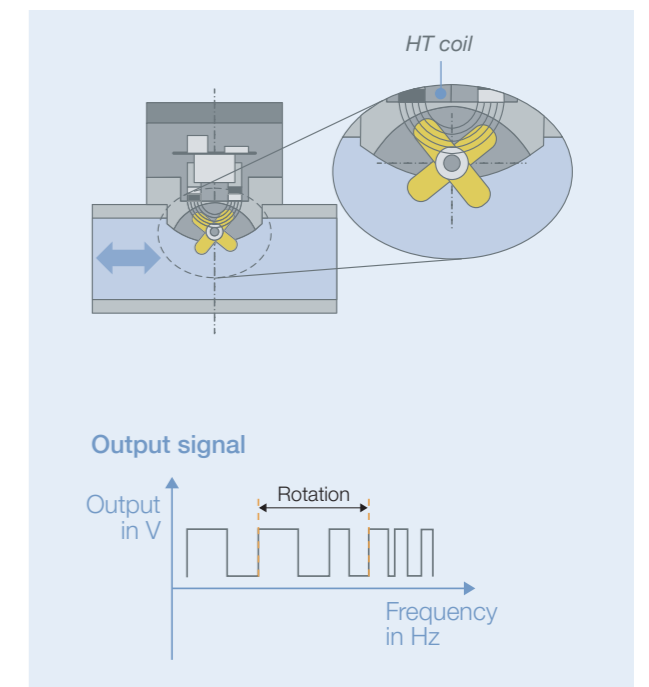 HT coil
Output signal
Output
in V
Rotation
Frequency
in Hz